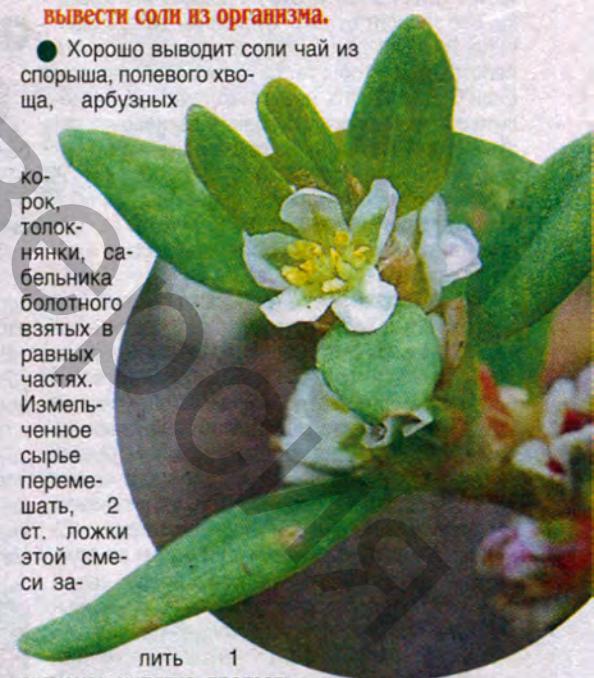 вывести соли из организма.
● Хорошо выводит соли чай из
спорыша, полевого хво-
ща, арбузных
ко-
рок,
толок-
нянки, са-
бельника
болотного
взятых в
равных
частях.
Измель-
ченное
сырье
переме-
шать, 2
ст. ложки
этой сме-
си за-
лить 1